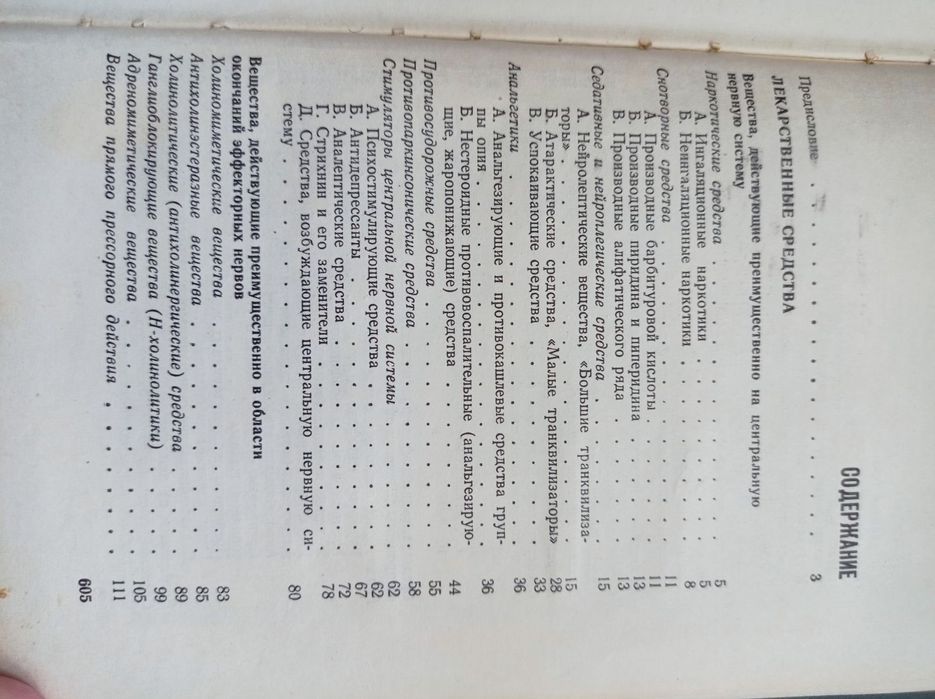 СОДЕРЖАНИЕ
Предисловие . . . . . . . . . . . . 3
ЛЕКАРСТВЕННЫЕ СРЕДСТВА
Вещества, действующие преимущественно на центральную
нервную систему
Наркотические средства . . . . . . . . . 5
А. Ингаляционные наркотики . . . . . . . 5
Б. Неингаляционные наркотики . . . . . . 8
Снотворные средства . . . . . . . . . . 11
А. Производные барбитуровой кислоты . . . . 11
Б. Производные пиридина и пиперидина . . . 13
В. Производные алифатического ряда . . . . 13
Седативные и нейроплегические средства . . . . 15
А. Нейролептические вещества, «Большие транквилиза-
торы» . . . . . . . . . . . . . 15
Б. Атарактические средства, «Малые транквилизаторы» 28
В. Успокаивающие средства . . . . . . . 33
Анальгетики . . . . . . . . . . . . 36
А. Анальгезирующие и противокашлевые средства груп-
пы опия . . . . . . . . . . . . 36
Б. Нестероидные противовоспалительные (анальгезирую-
щие, жаропонижающие) средства . . . . . 44
Противосудорожные средства . . . . . . . . 55
Противопаркинсонические средства . . . . . . 58
Стимуляторы центральной нервной системы . . . . 62
А. Психостимулирующие средства . . . . . . 62
Б. Антидепрессанты . . . . . . . . . 67
В. Аналептические средства . . . . . . . 72
Г. Стрихнин и его заменители . . . . . . . 78
Д. Средства, возбуждающие центральную нервную си-
стему . . . . . . . . . . . . . 80
Вещества, действующие преимущественно в области
окончаний эффекторных нервов
Холиномиметические вещества . . . . . . . 83
Антихолинэстеразные вещества . . . . . . . 85
Холинолитические (антихолинергические) средства . . . 89
Ганглиоблокирующие вещества (Н-холинолитики) . . . 99
Адреномиметические вещества . . . . . . . 105
Вещества прямого прессорного действия . . . . . 111
605